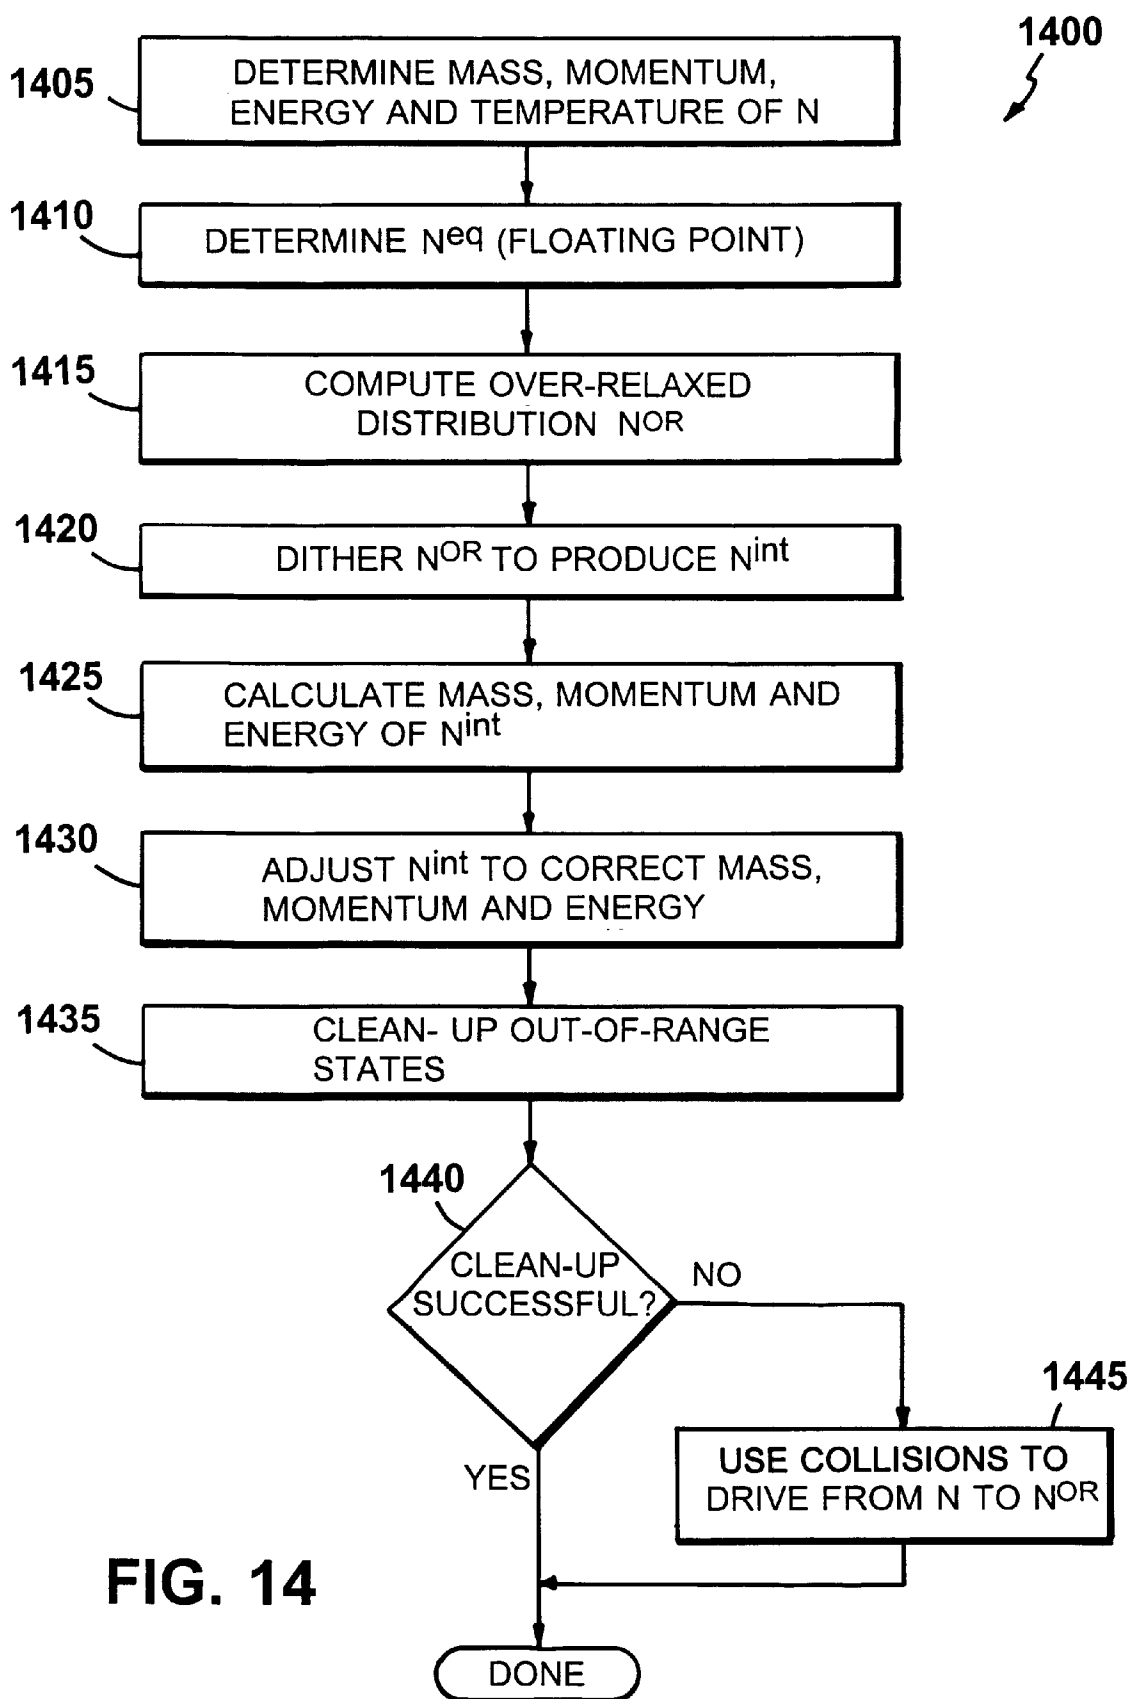 1400
1405
DETERMINE MASS, MOMENTUM,
ENERGY AND TEMPERATURE OF N
1410
DETERMINE Neq (FLOATING POINT)
1415
COMPUTE OVER-RELAXED
DISTRIBUTION NOR
1420
DITHER NOR TO PRODUCE Nint
1425
CALCULATE MASS, MOMENTUM AND
ENERGY OF Nint
1430
ADJUST Nint TO CORRECT MASS,
MOMENTUM AND ENERGY
1435
CLEAN- UP OUT-OF-RANGE
STATES
1440
CLEAN-UP
SUCCESSFUL?
NO
YES
1445
USE COLLISIONS TO
DRIVE FROM N TO NOR
FIG. 14
DONE